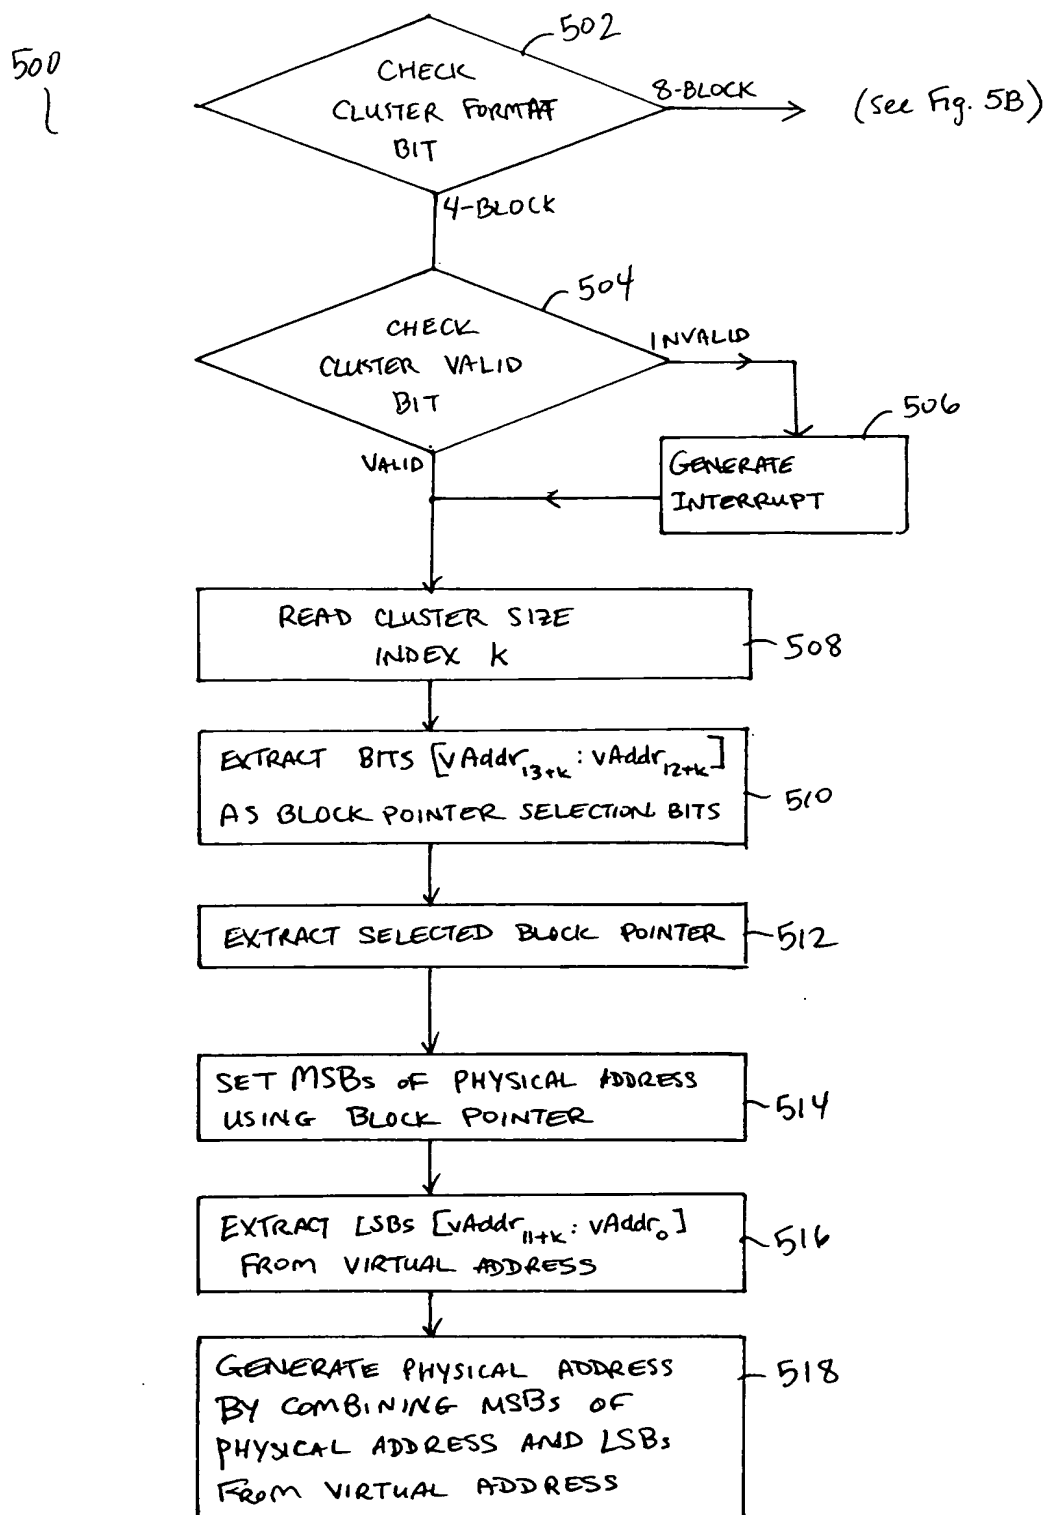 500
502
CHECK
CLUSTER FORMAT
BIT
8-BLOCK
(see Fig. 5B)
4-BLOCK
504
CHECK
CLUSTER VALID
BIT
INVALID
506
VALID
GENERATE
INTERRUPT
READ CLUSTER SIZE
INDEX k
508
EXTRACT BITS [vAddr13+k : vAddr12+k]
AS BLOCK POINTER SELECTION BITS
510
EXTRACT SELECTED BLOCK POINTER
512
SET MSBs OF PHYSICAL ADDRESS
USING BLOCK POINTER
514
EXTRACT LSBs [vAddr11+k : vAddr0]
FROM VIRTUAL ADDRESS
516
GENERATE PHYSICAL ADDRESS
BY COMBINING MSBs OF
PHYSICAL ADDRESS AND LSBs
FROM VIRTUAL ADDRESS
518